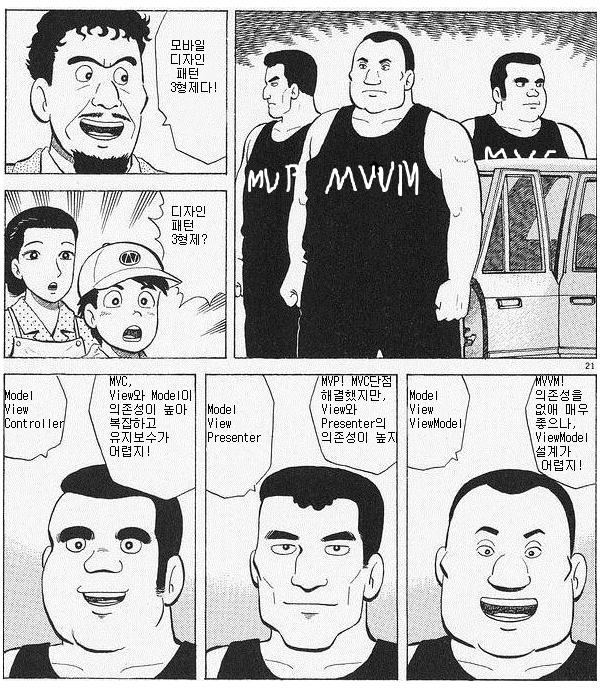 모바일
디자인
패턴
3형제다!
MVP
MVVM
MVC
디자인
패턴
3형제?
21
Model
View
Controller
MVC,
View와 Model이
의존성이 높아
복잡하고
유지보수가
어렵지!
Model
View
Presenter
MVP! MVC단점
해결했지만,
View와
Presenter의
의존성이 높지
Model
View
ViewModel
MVVM!
의존성을
없애 매우
좋으나,
ViewModel
설계가
어렵지!